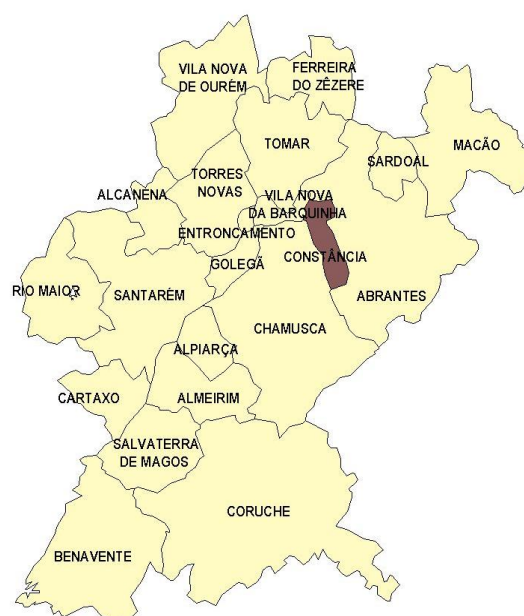 VILA NOVA
DE OURÉM
FERREIRA
DO ZÊZERE
TOMAR
SARDOAL
MAÇÃO
TORRES
NOVAS
ALCANENA
VILA NOVA
DA BARQUINHA
ENTRONCAMENTO
CONSTÂNCIA
GOLEGÃ
RIO MAIOR
SANTARÉM
ABRANTES
CHAMUSCA
ALPIARÇA
CARTAXO
ALMEIRIM
SALVATERRA
DE MAGOS
CORUCHE
BENAVENTE